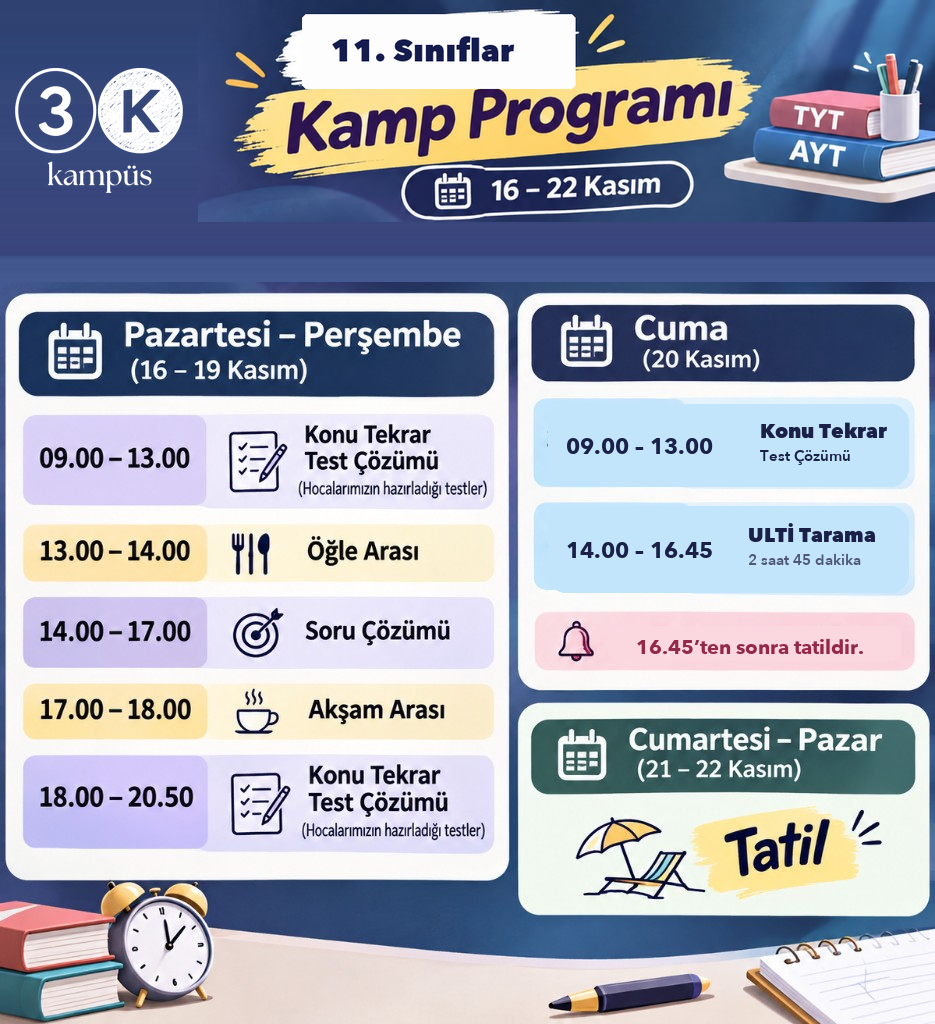 11. Sınıflar
3K
kampüs
Kamp Programı
16 – 22 Kasım
TYT
AYT
Pazartesi – Perşembe
(16 – 19 Kasım)
09.00 – 13.00
Konu Tekrar
Test Çözümü
(Hocalarımızın hazırladığı testler)
13.00 – 14.00
Öğle Arası
14.00 – 17.00
Soru Çözümü
17.00 – 18.00
Akşam Arası
18.00 – 20.50
Konu Tekrar
Test Çözümü
(Hocalarımızın hazırladığı testler)
Cuma
(20 Kasım)
09.00 - 13.00
Konu Tekrar
Test Çözümü
14.00 - 16.45
ULTİ Tarama
2 saat 45 dakika
16.45’ten sonra tatildir.
Cumartesi – Pazar
(21 – 22 Kasım)
Tatil